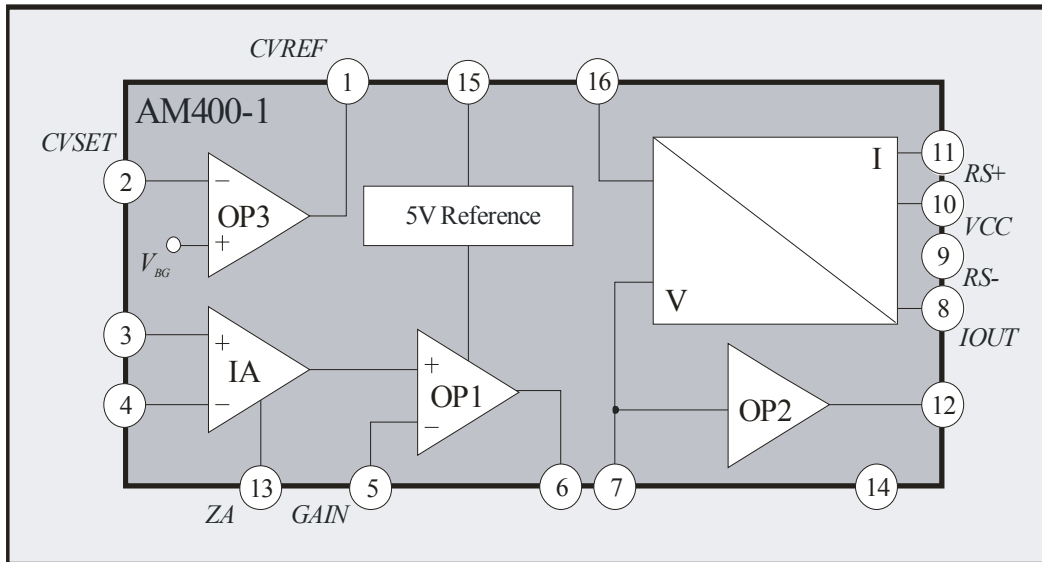 CVREF
1
15
16
AM400-1
CVSET
2
−
OP3
+
V_BG
5V Reference
I
11
RS+
10
VCC
9
RS-
8
IOUT
V
3
+
IA
−
4
+
OP1
−
OP2
12
13
ZA
5
GAIN
6
7
14